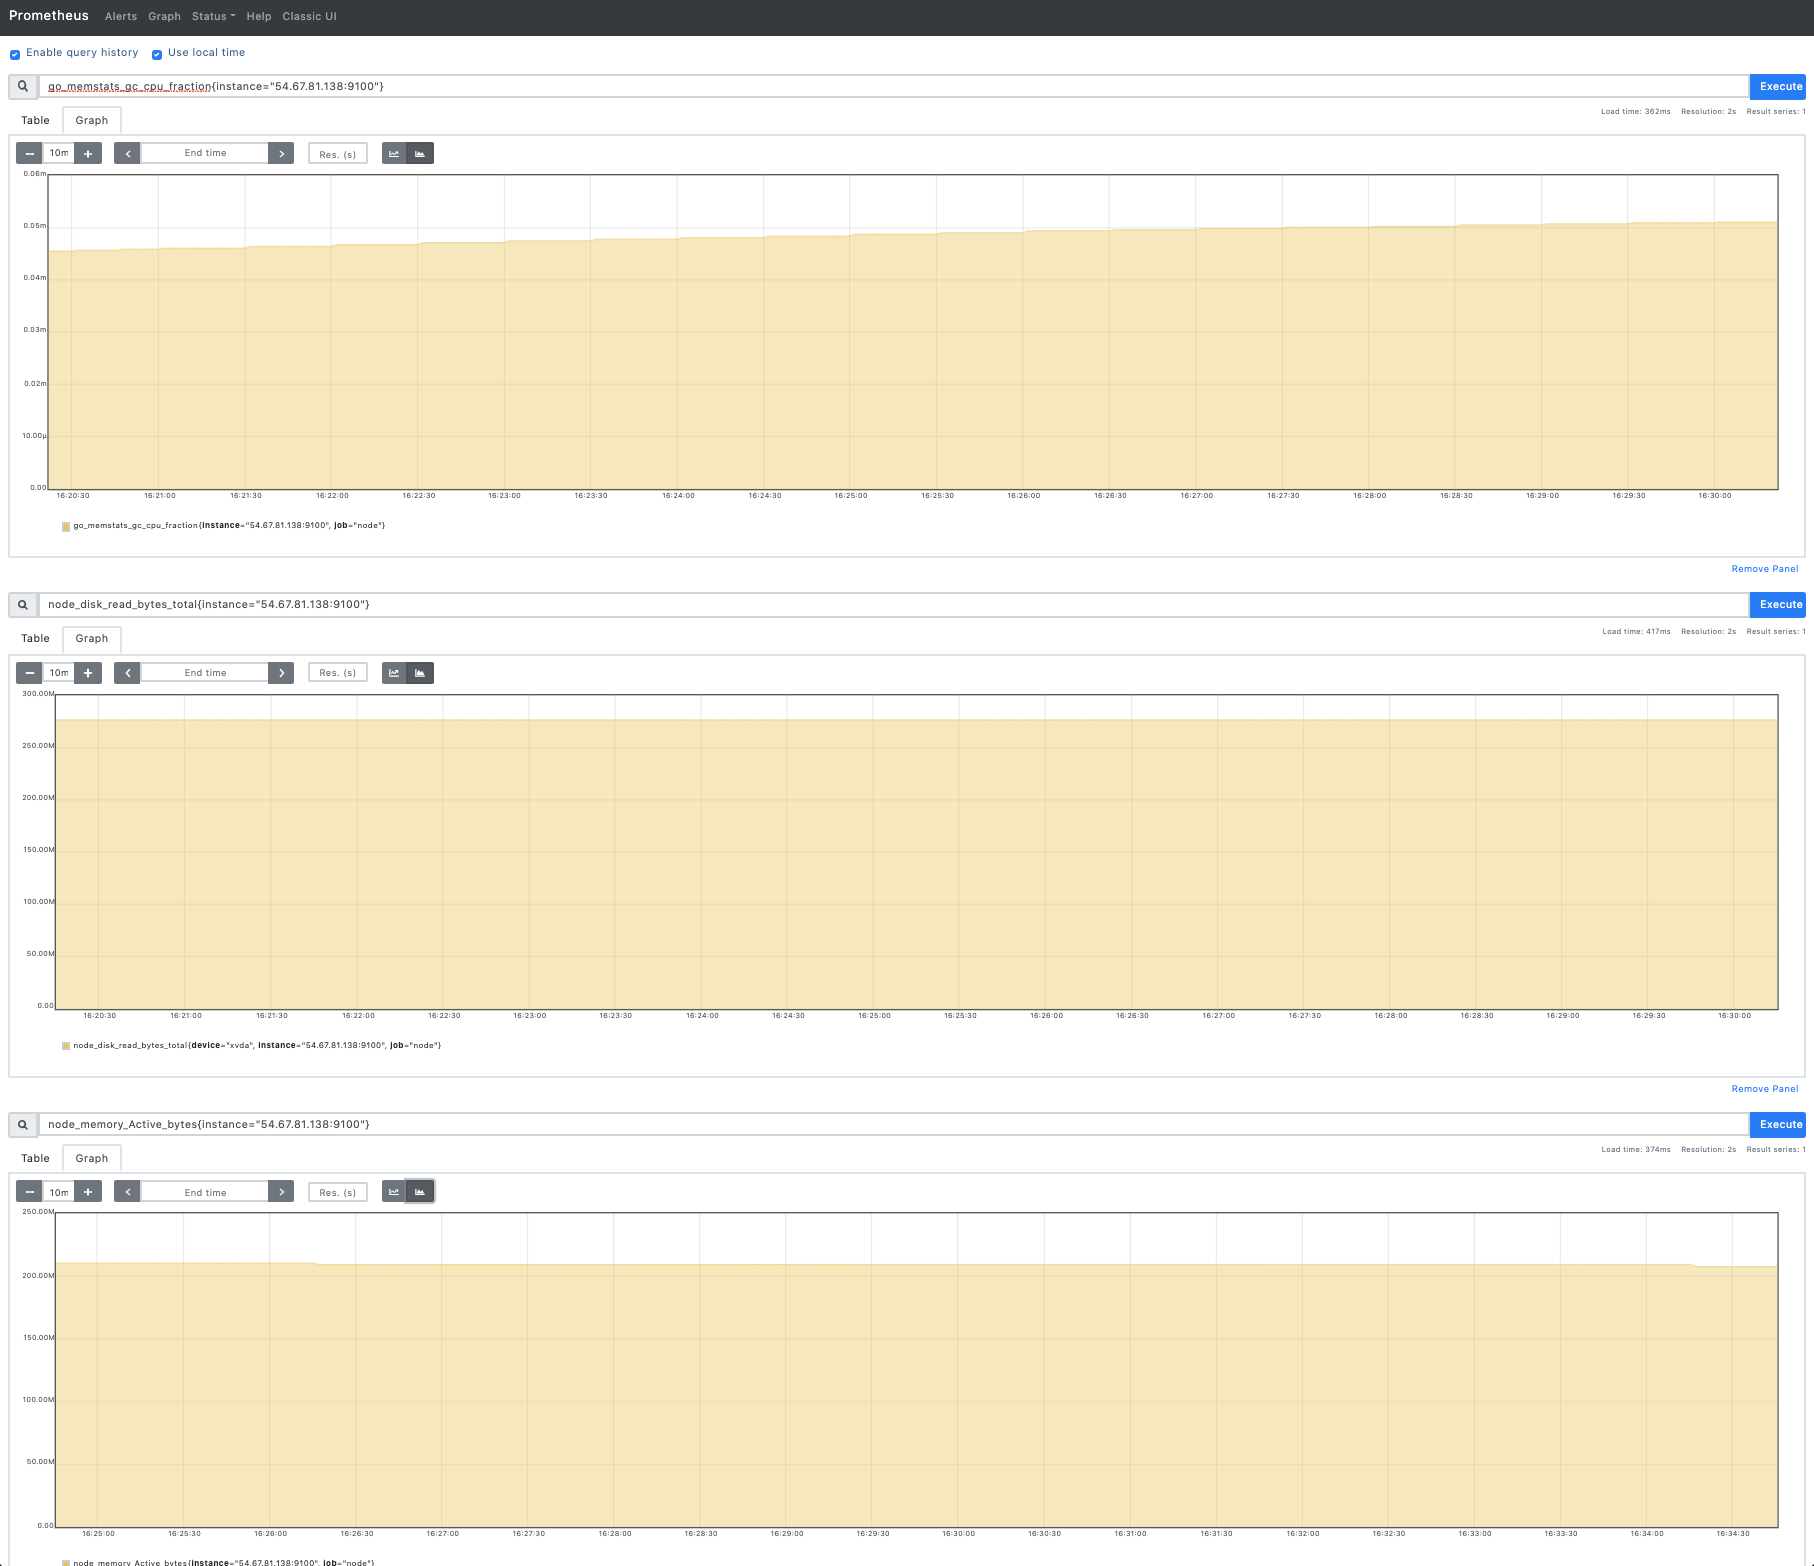 Prometheus Alerts Graph Status Help Classic UI
Enable query history Use local time
go_memstats_gc_cpu_fraction{instance="54.67.81.138:9100"} Execute
Load time: 362ms Resolution: 2s Result series: 1
Table Graph
10m End time Res. (s)
0.06m
0.05m
0.04m
0.03m
0.02m
10.00µ
0.00
16:20:30 16:21:00 16:21:30 16:22:00 16:22:30 16:23:00 16:23:30 16:24:00 16:24:30 16:25:00 16:25:30 16:26:00 16:26:30 16:27:00 16:27:30 16:28:00 16:28:30 16:29:00 16:29:30 16:30:00
go_memstats_gc_cpu_fraction{instance="54.67.81.138:9100", job="node"}
Remove Panel
node_disk_read_bytes_total{instance="54.67.81.138:9100"} Execute
Load time: 417ms Resolution: 2s Result series: 1
Table Graph
10m End time Res. (s)
300.00M
250.00M
200.00M
150.00M
100.00M
50.00M
0.00
16:20:30 16:21:00 16:21:30 16:22:00 16:22:30 16:23:00 16:23:30 16:24:00 16:24:30 16:25:00 16:25:30 16:26:00 16:26:30 16:27:00 16:27:30 16:28:00 16:28:30 16:29:00 16:29:30 16:30:00
node_disk_read_bytes_total{device="xvda", instance="54.67.81.138:9100", job="node"}
Remove Panel
node_memory_Active_bytes{instance="54.67.81.138:9100"} Execute
Load time: 374ms Resolution: 2s Result series: 1
Table Graph
10m End time Res. (s)
250.00M
200.00M
150.00M
100.00M
50.00M
0.00
16:25:00 16:25:30 16:26:00 16:26:30 16:27:00 16:27:30 16:28:00 16:28:30 16:29:00 16:29:30 16:30:00 16:30:30 16:31:00 16:31:30 16:32:00 16:32:30 16:33:00 16:33:30 16:34:00 16:34:30
node_memory_Active_bytes{instance="54.67.81.138:9100", job="node"}